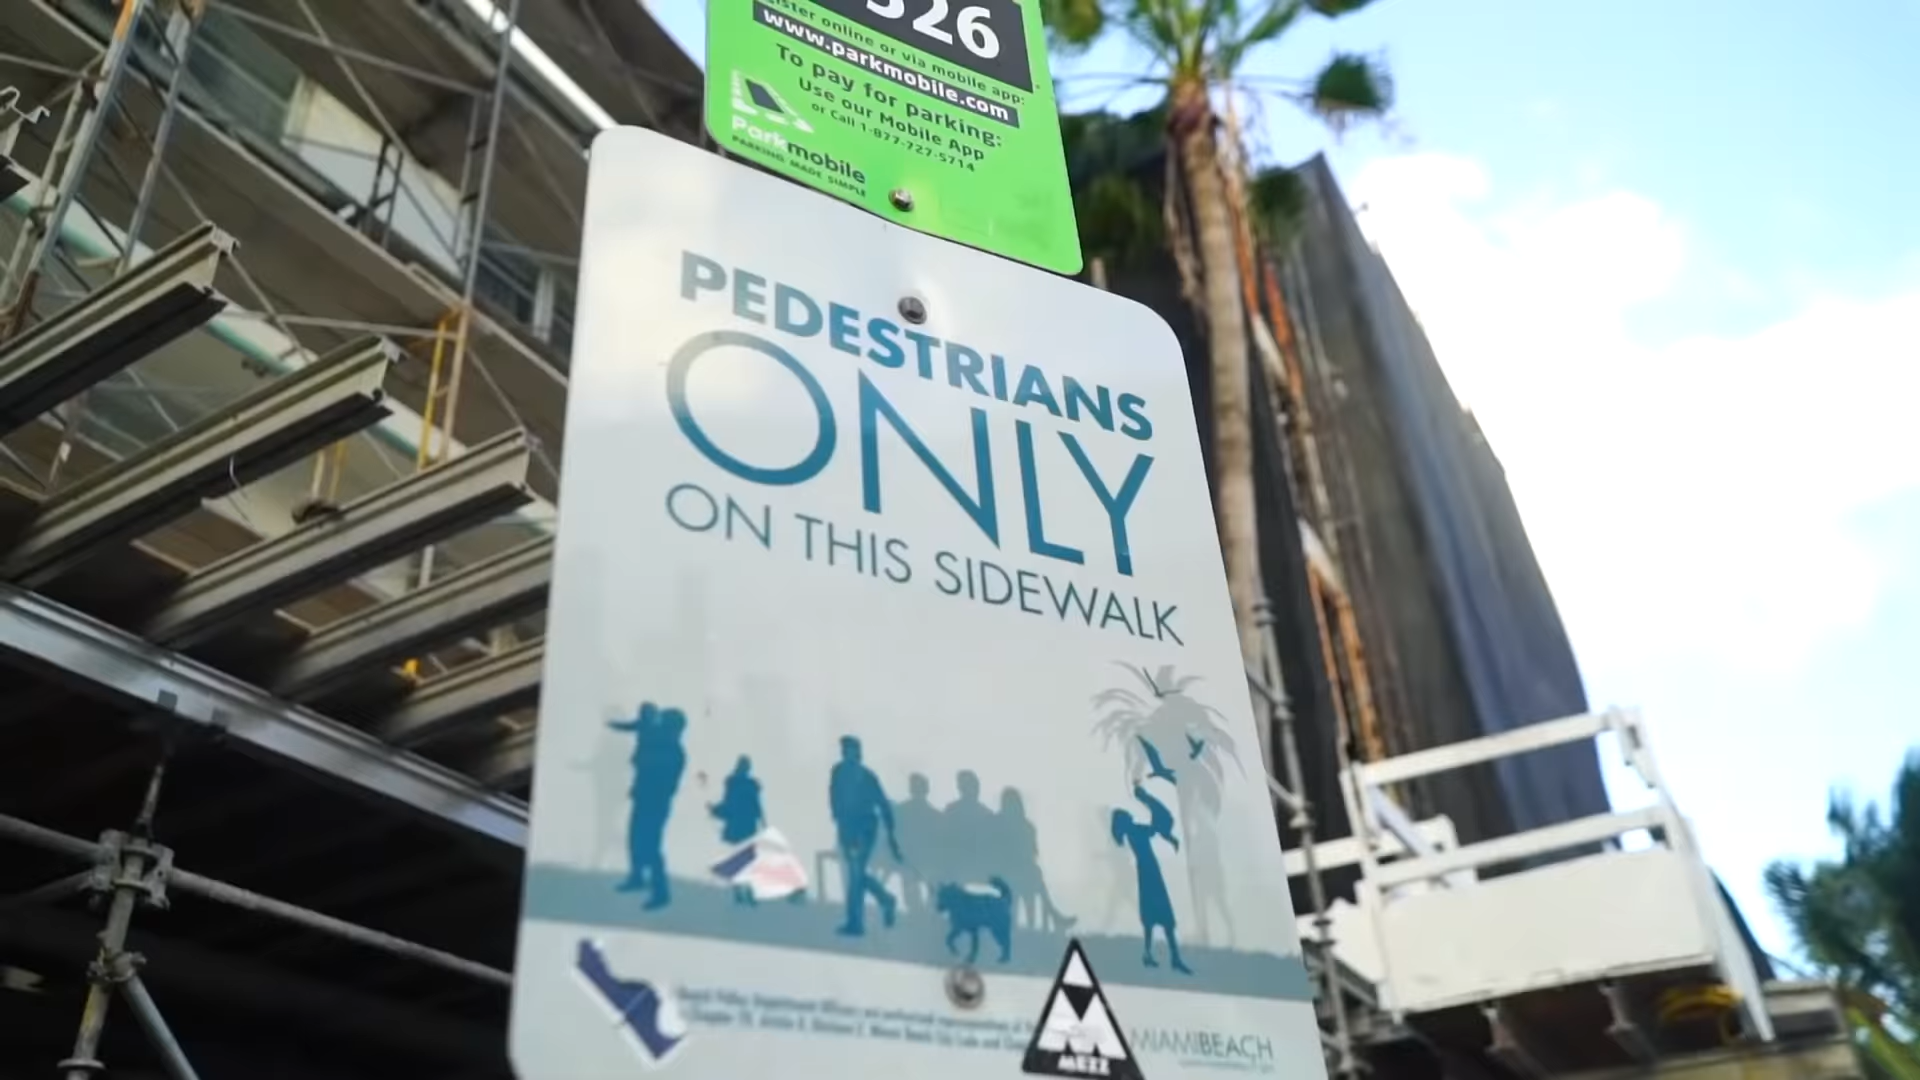 526
register online or via mobile app:
www.parkmobile.com
To pay for parking:
Use our Mobile App
or Call 1-877-727-5714
Parkmobile
PARKING MADE SIMPLE
PEDESTRIANS
ONLY
ON THIS SIDEWALK
MEZZ
MIAMIBEACH